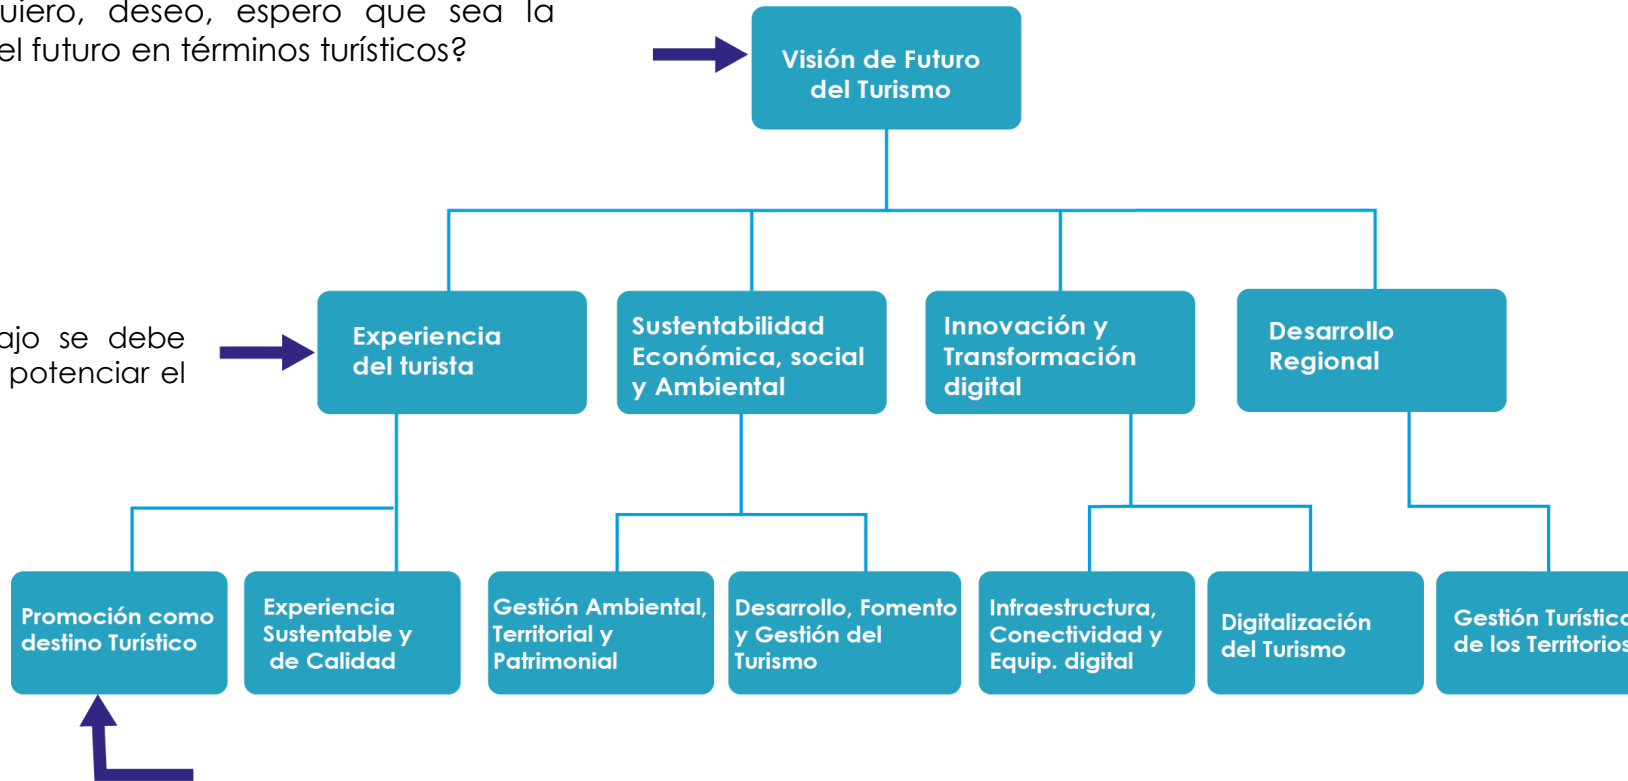 uiero, deseo, espero que sea la
el futuro en términos turísticos?
Visión de Futuro
del Turismo
ajo se debe
potenciar el
Experiencia
del turista
Sustentabilidad
Económica, social
y Ambiental
Innovación y
Transformación
digital
Desarrollo
Regional
Promoción como
destino Turístico
Experiencia
Sustentable y
de Calidad
Gestión Ambiental,
Territorial y
Patrimonial
Desarrollo, Fomento
y Gestión del
Turismo
Infraestructura,
Conectividad y
Equip. digital
Digitalización
del Turismo
Gestión Turístico
de los Territorios